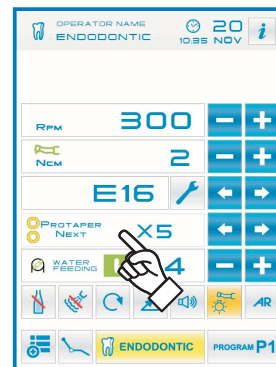 OPERATOR NAME
ENDODONTIC
10:35
20
NOV
i
RPM
300
- +
NCM
2
- +
E16
PROTAPER
NEXT
X5
WATER
FEEDING
4
- +
AR
ENDODONTIC
PROGRAM P1